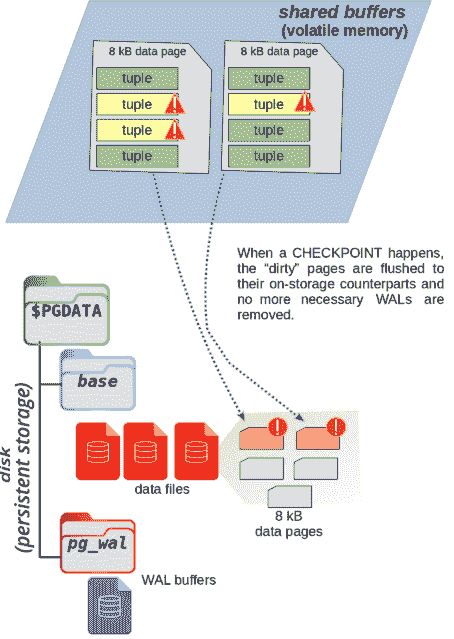 shared buffers
(volatile memory)
8 kB data page
8 kB data page
tuple
tuple
tuple
tuple
tuple
tuple
tuple
tuple
When a CHECKPOINT happens,
the “dirty” pages are flushed to
their on-storage counterparts and
no more necessary WALs are
removed.
$PGDATA
base
disk
(persistent storage)
data files
8 kB
data pages
pg_wal
WAL buffers